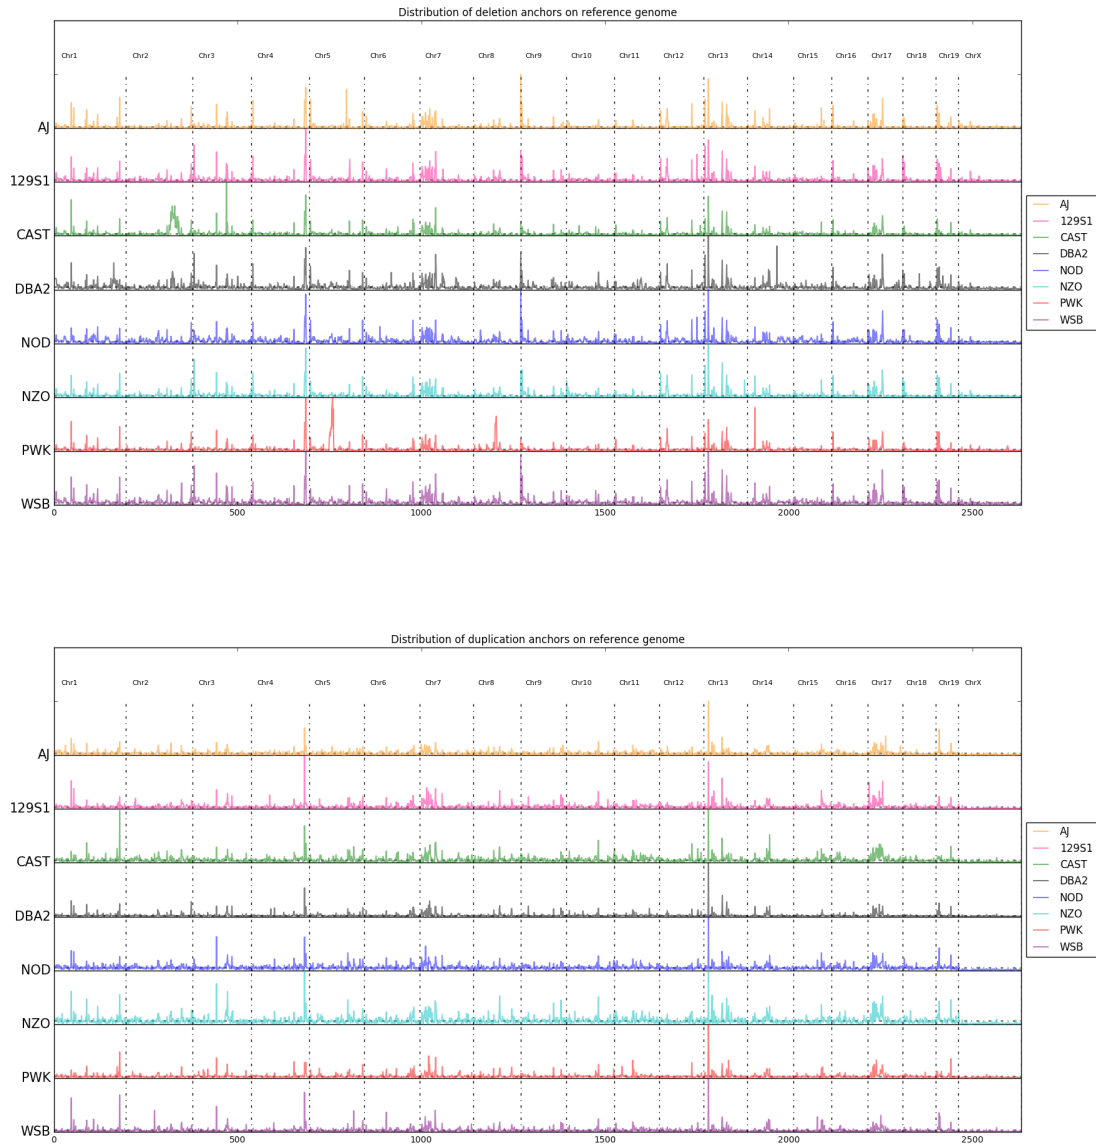 Distribution of deletion anchors on reference genome
Chr1 Chr2 Chr3 Chr4 Chr5 Chr6 Chr7 Chr8 Chr9 Chr10 Chr11 Chr12 Chr13 Chr14 Chr15 Chr16 Chr17 Chr18 Chr19 ChrX
AJ
129S1
CAST
DBA2
NOD
NZO
PWK
WSB
0 500 1000 1500 2000 2500
AJ
129S1
CAST
DBA2
NOD
NZO
PWK
WSB
Distribution of duplication anchors on reference genome
Chr1 Chr2 Chr3 Chr4 Chr5 Chr6 Chr7 Chr8 Chr9 Chr10 Chr11 Chr12 Chr13 Chr14 Chr15 Chr16 Chr17 Chr18 Chr19 ChrX
AJ
129S1
CAST
DBA2
NOD
NZO
PWK
WSB
0 500 1000 1500 2000 2500
AJ
129S1
CAST
DBA2
NOD
NZO
PWK
WSB